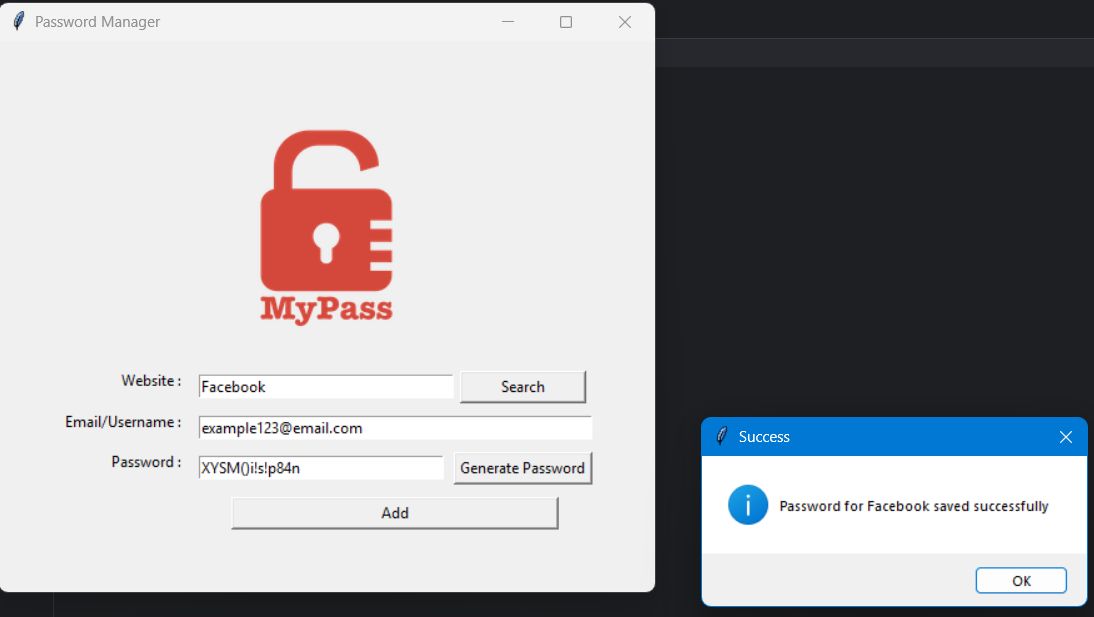 Password Manager
MyPass
Website :
Facebook
Search
Email/Username :
example123@email.com
Password :
XYSM()i!s!p84n
Generate Password
Add
Success
Password for Facebook saved successfully
OK